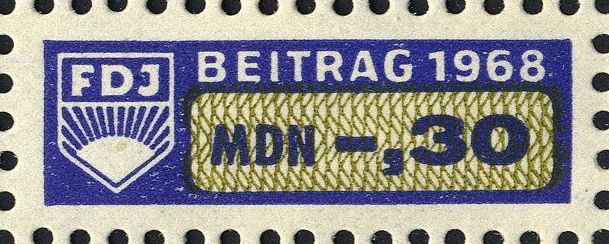 FDJ
BEITRAG 1968
MDN -,30